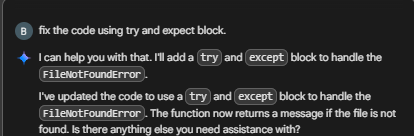 B fix the code using try and expect block.
I can help you with that. I'll add a try and except block to handle the
FileNotFoundError.
I've updated the code to use a try and except block to handle the
FileNotFoundError. The function now returns a message if the file is not
found. Is there anything else you need assistance with?